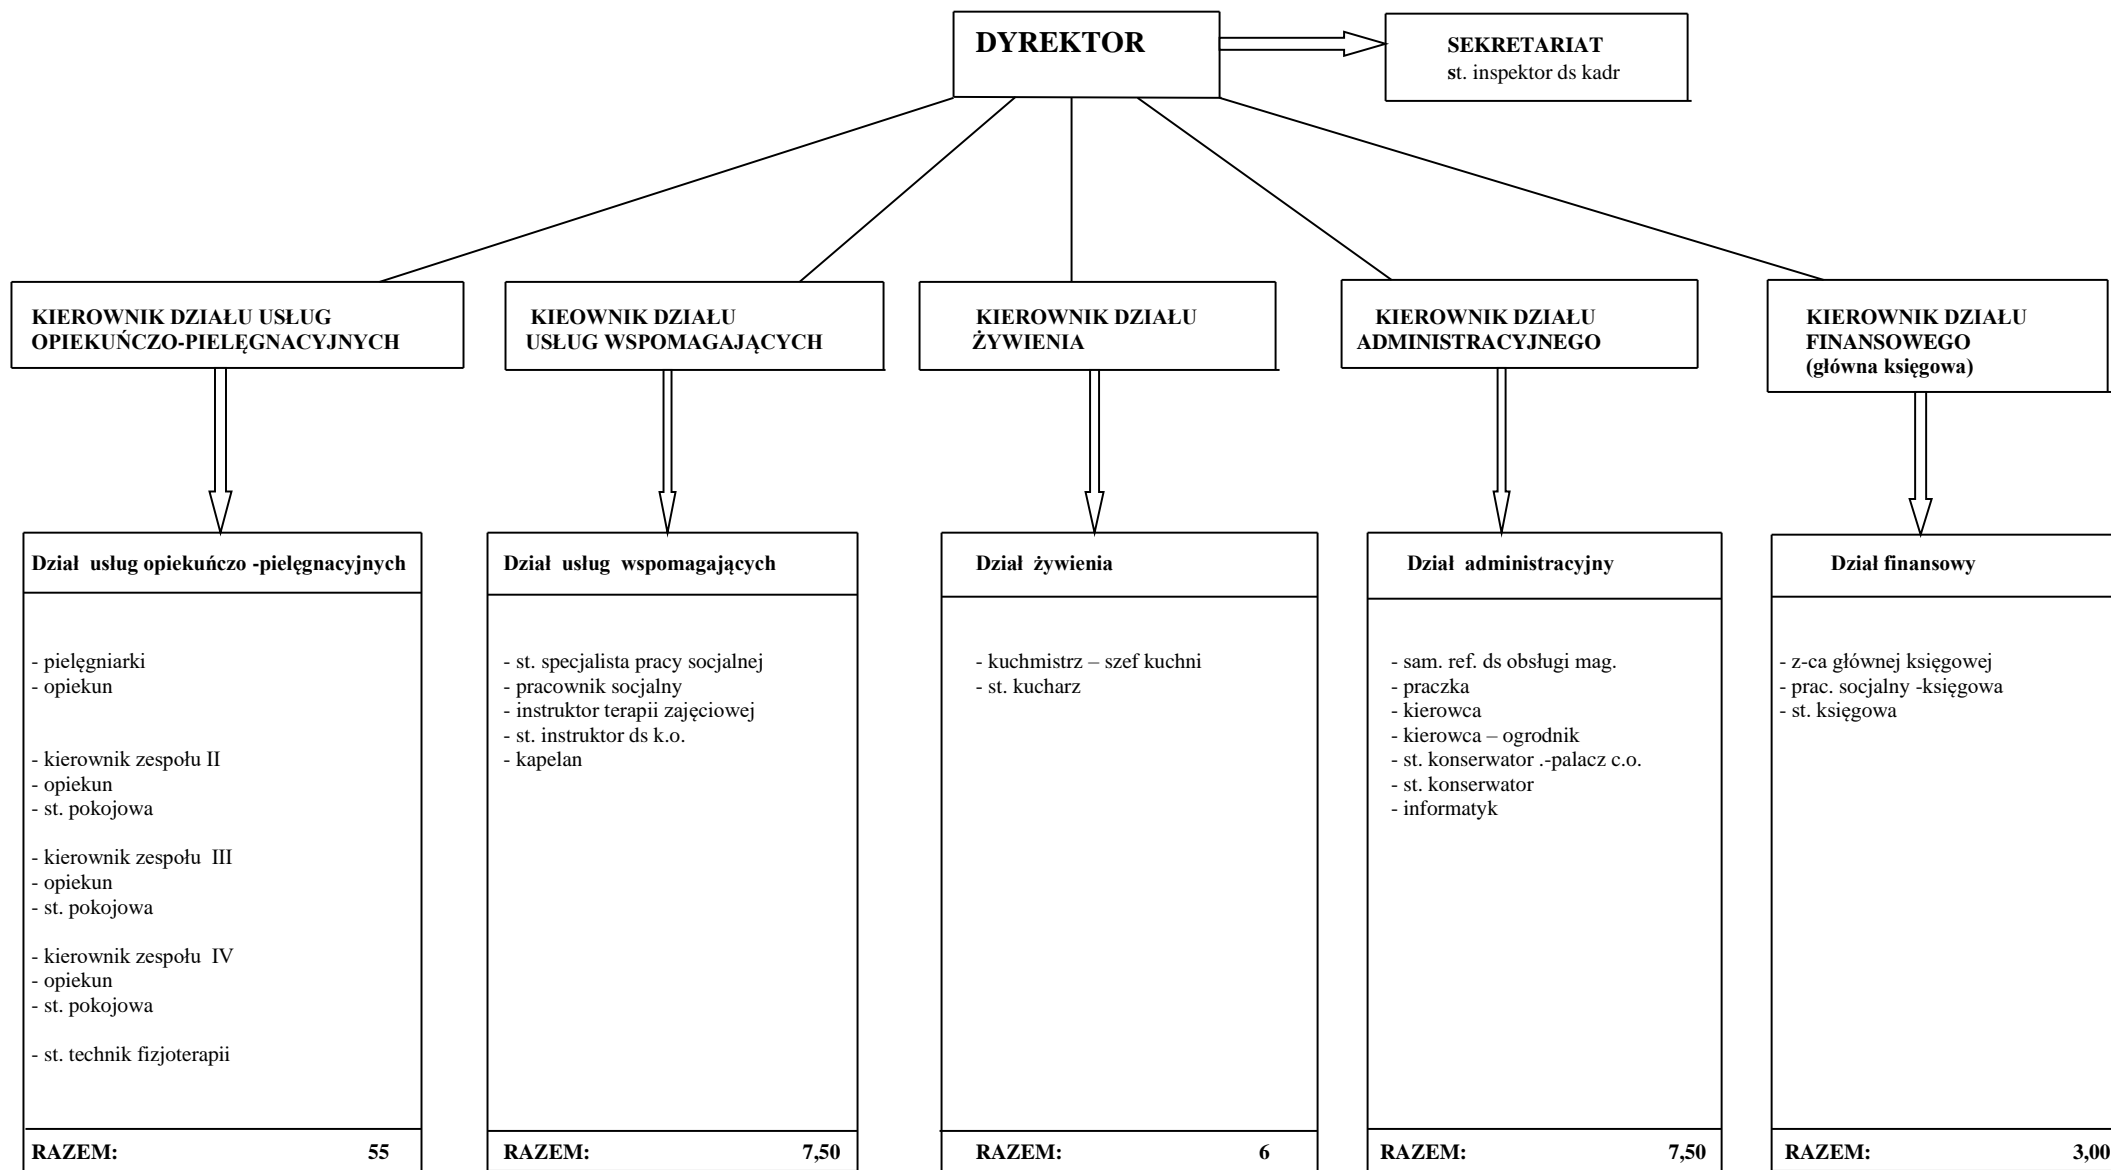 DYREKTOR
SEKRETARIAT
st. inspektor ds kadr
KIEROWNIK DZIAŁU USŁUG
OPIEKUŃCZO-PIELĘGNACYJNYCH
KIEOWNIK DZIAŁU
USŁUG WSPOMAGAJĄCYCH
KIEROWNIK DZIAŁU
ŻYWIENIA
KIEROWNIK DZIAŁU
ADMINISTRACYJNEGO
KIEROWNIK DZIAŁU
FINANSOWEGO
(główna księgowa)
Dział usług opiekuńczo -pielęgnacyjnych
- pielęgniarki
- opiekun
- kierownik zespołu II
- opiekun
- st. pokojowa
- kierownik zespołu III
- opiekun
- st. pokojowa
- kierownik zespołu IV
- opiekun
- st. pokojowa
- st. technik fizjoterapii
RAZEM: 55
Dział usług wspomagających
- st. specjalista pracy socjalnej
- pracownik socjalny
- instruktor terapii zajęciowej
- st. instruktor ds k.o.
- kapelan
RAZEM: 7,50
Dział żywienia
- kuchmistrz – szef kuchni
- st. kucharz
RAZEM: 6
Dział administracyjny
- sam. ref. ds obsługi mag.
- praczka
- kierowca
- kierowca – ogrodnik
- st. konserwator .-palacz c.o.
- st. konserwator
- informatyk
RAZEM: 7,50
Dział finansowy
- z-ca głównej księgowej
- prac. socjalny -księgowa
- st. księgowa
RAZEM: 3,00